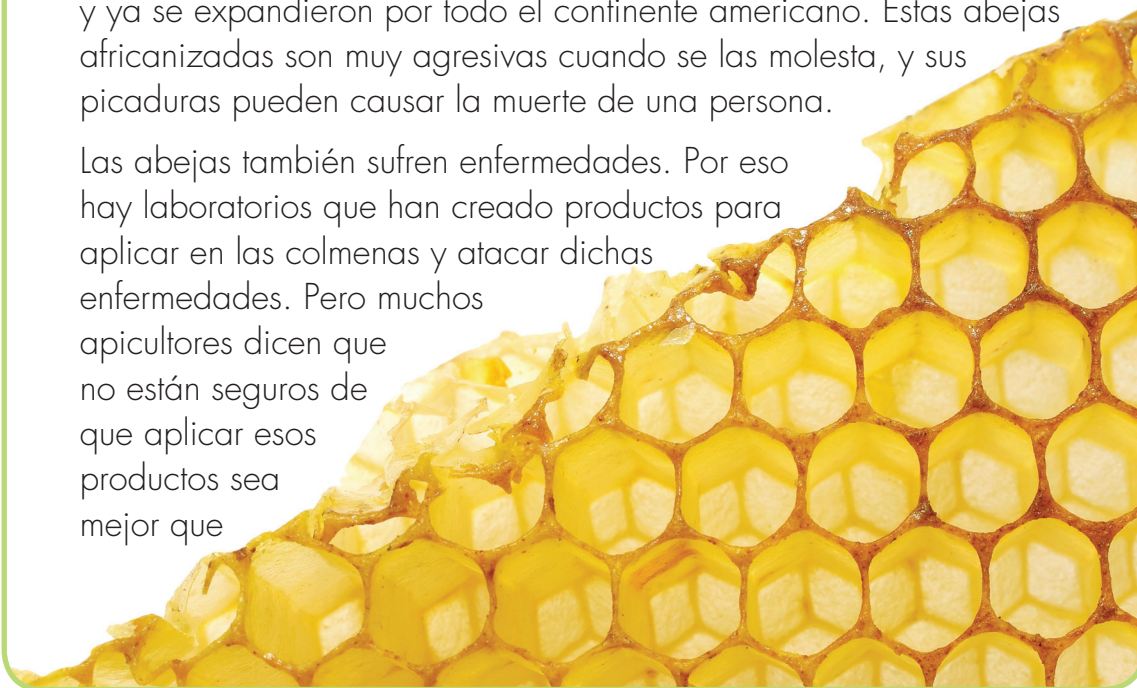 y ya se expandieron por todo el continente americano. Estas abejas
africanizadas son muy agresivas cuando se las molesta, y sus
picaduras pueden causar la muerte de una persona.
Las abejas también sufren enfermedades. Por eso
hay laboratorios que han creado productos para
aplicar en las colmenas y atacar dichas
enfermedades. Pero muchos
apicultores dicen que
no están seguros de
que aplicar esos
productos sea
mejor que